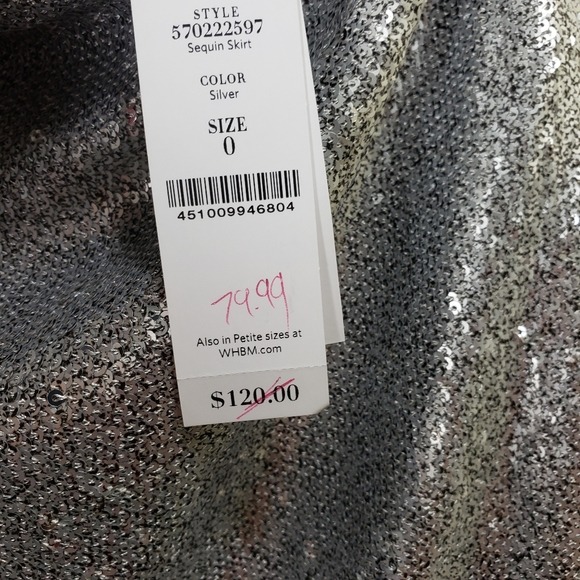 STYLE
570222597
Sequin Skirt
COLOR
Silver
SIZE
0
451009946804
79.99
Also in Petite sizes at
WHBM.com
$120.00